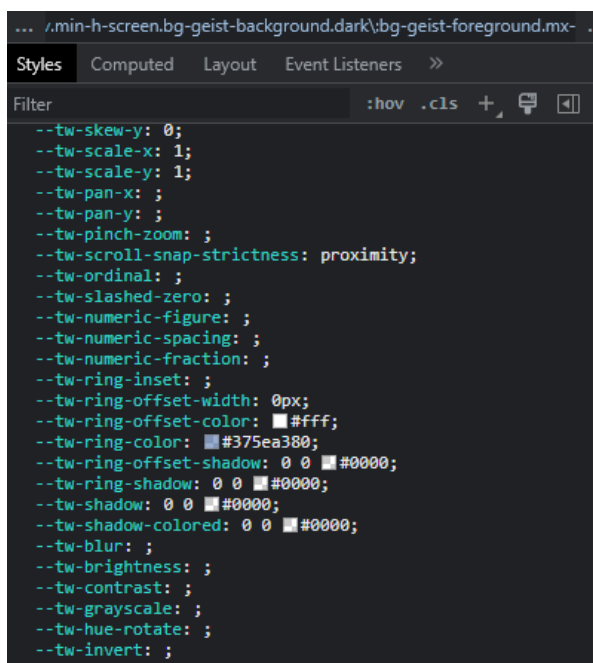 ... v.min-h-screen.bg-geist-background.dark\:bg-geist-foreground.mx- .
Styles Computed Layout Event Listeners »
Filter :hov .cls +
--tw-skew-y: 0;
--tw-scale-x: 1;
--tw-scale-y: 1;
--tw-pan-x: ;
--tw-pan-y: ;
--tw-pinch-zoom: ;
--tw-scroll-snap-strictness: proximity;
--tw-ordinal: ;
--tw-slashed-zero: ;
--tw-numeric-figure: ;
--tw-numeric-spacing: ;
--tw-numeric-fraction: ;
--tw-ring-inset: ;
--tw-ring-offset-width: 0px;
--tw-ring-offset-color: #fff;
--tw-ring-color: #375ea380;
--tw-ring-offset-shadow: 0 0 #0000;
--tw-ring-shadow: 0 0 #0000;
--tw-shadow: 0 0 #0000;
--tw-shadow-colored: 0 0 #0000;
--tw-blur: ;
--tw-brightness: ;
--tw-contrast: ;
--tw-grayscale: ;
--tw-hue-rotate: ;
--tw-invert: ;